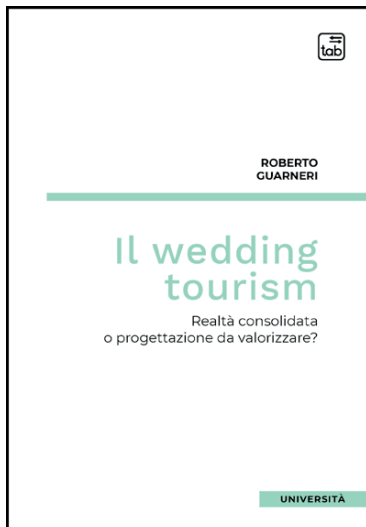 tab
ROBERTO
GUARNERI
Il wedding
tourism
Realtà consolidata
o progettazione da valorizzare?
UNIVERSITÀ